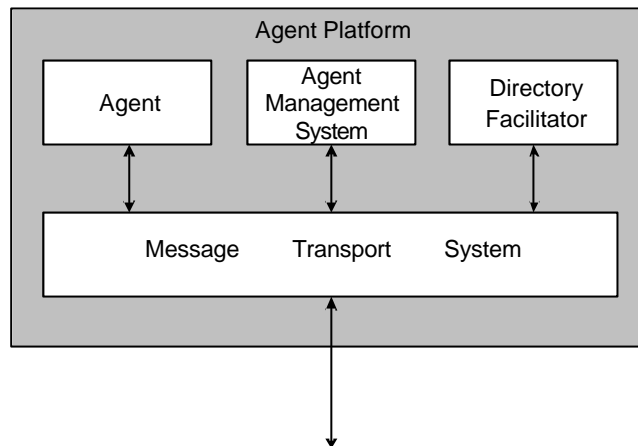 Agent Platform
Agent
Agent
Management
System
Directory
Facilitator
Message Transport System